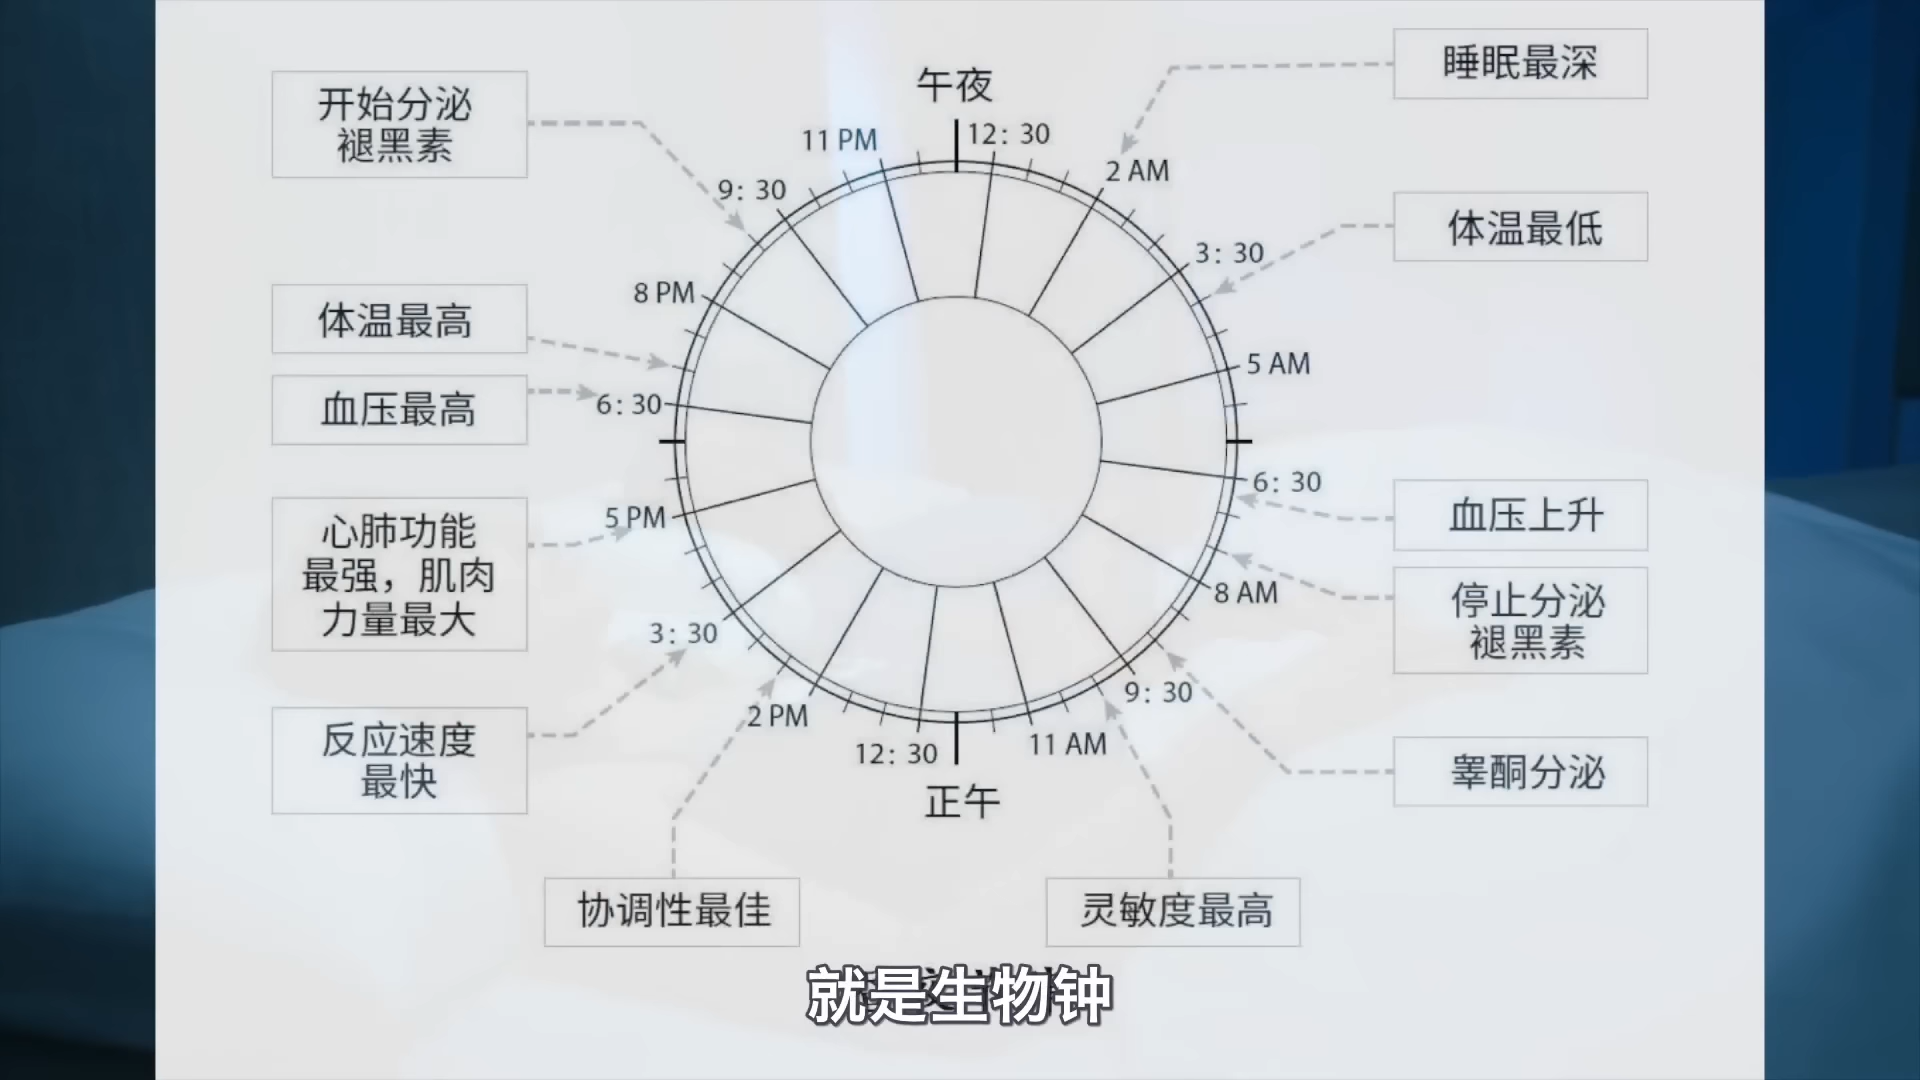 午夜
12：30
11 PM
2 AM
9：30
3：30
8 PM
5 AM
6：30
6：30
5 PM
8 AM
3：30
9：30
2 PM
11 AM
12：30
正午
开始分泌
褪黑素
体温最高
血压最高
心肺功能
最强，肌肉
力量最大
反应速度
最快
协调性最佳
睡眠最深
体温最低
血压上升
停止分泌
褪黑素
睾酮分泌
灵敏度最高
就是生物钟